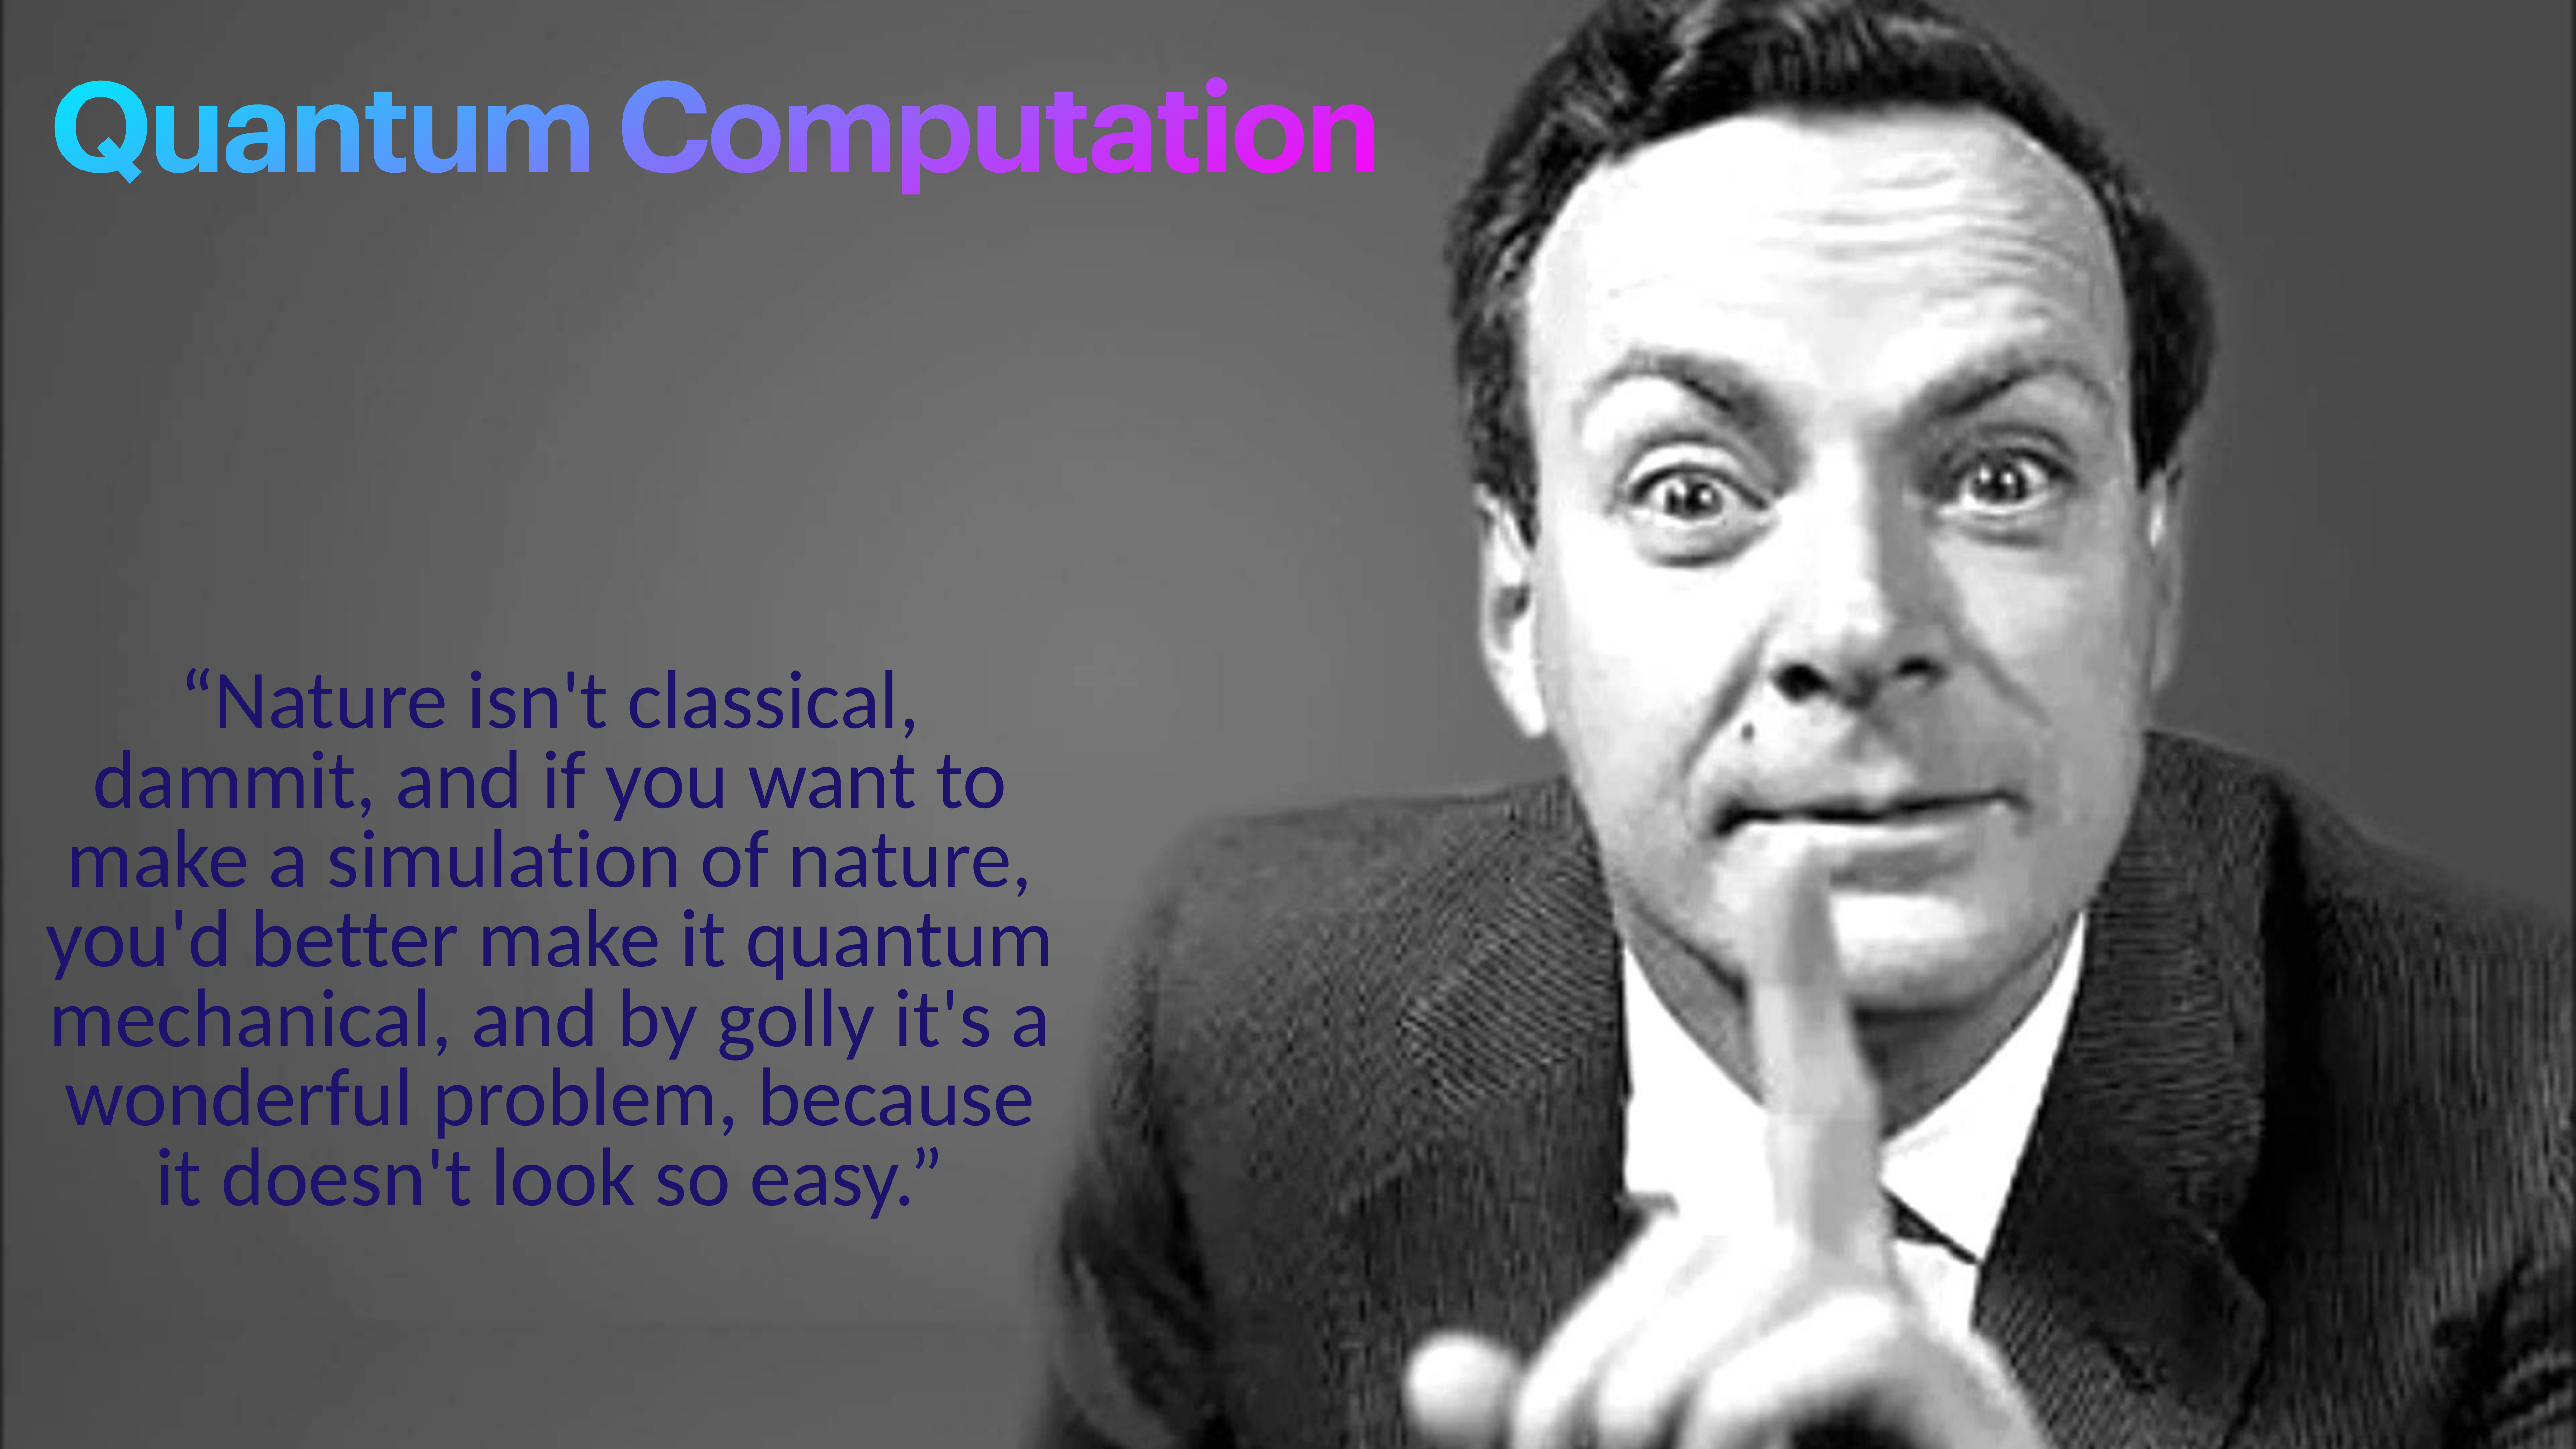 Quantum Computation
“Nature isn't classical,
dammit, and if you want to
make a simulation of nature,
you'd better make it quantum
mechanical, and by golly it's a
wonderful problem, because
it doesn't look so easy.”